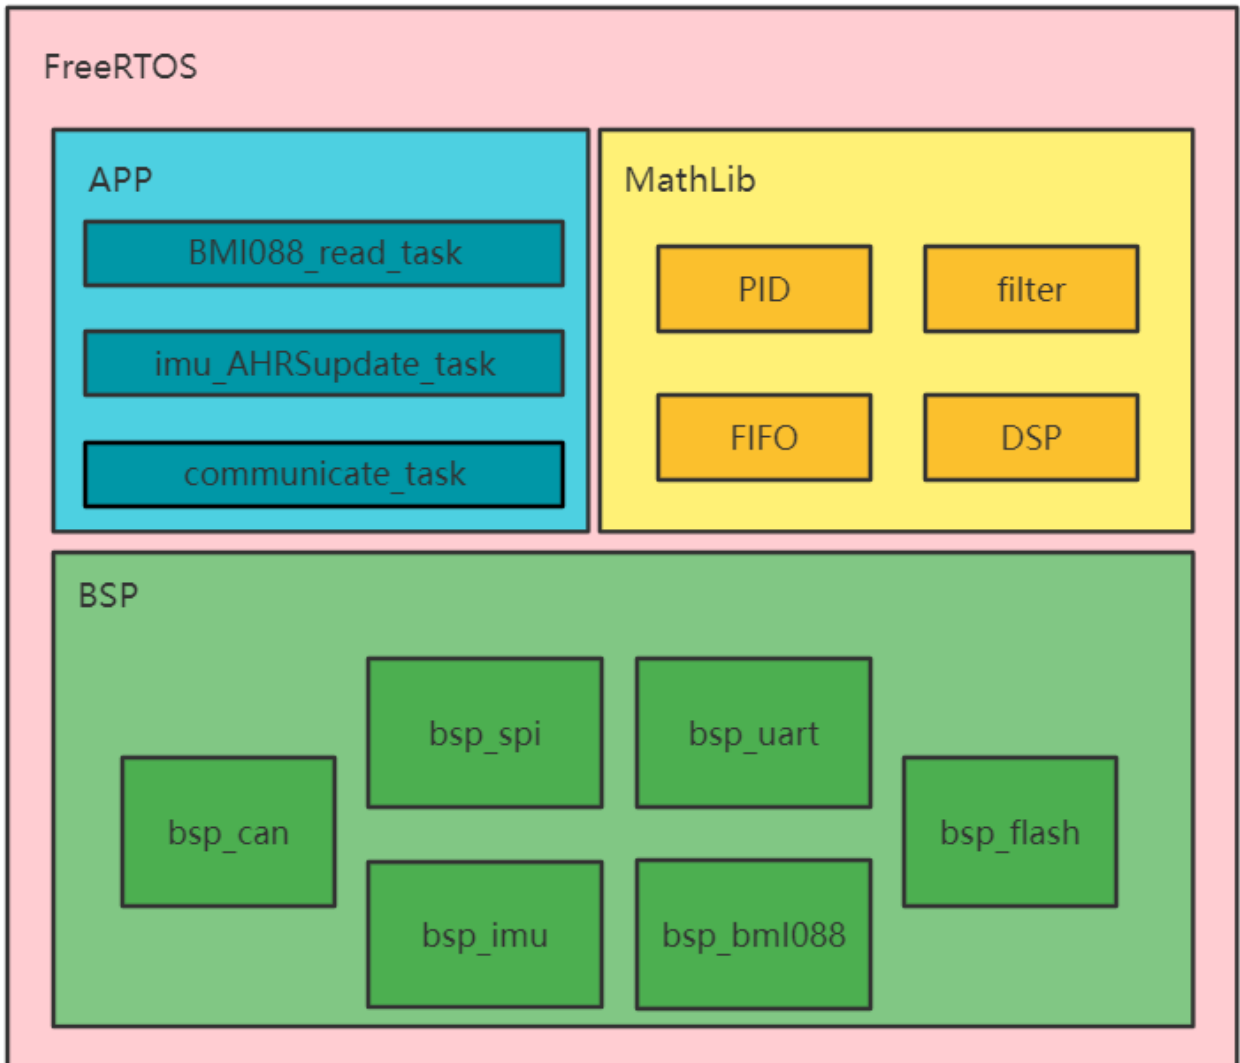 FreeRTOS
APP
BMI088_read_task
imu_AHRSupdate_task
communicate_task
MathLib
PID
filter
FIFO
DSP
BSP
bsp_spi
bsp_uart
bsp_can
bsp_flash
bsp_imu
bsp_bmI088